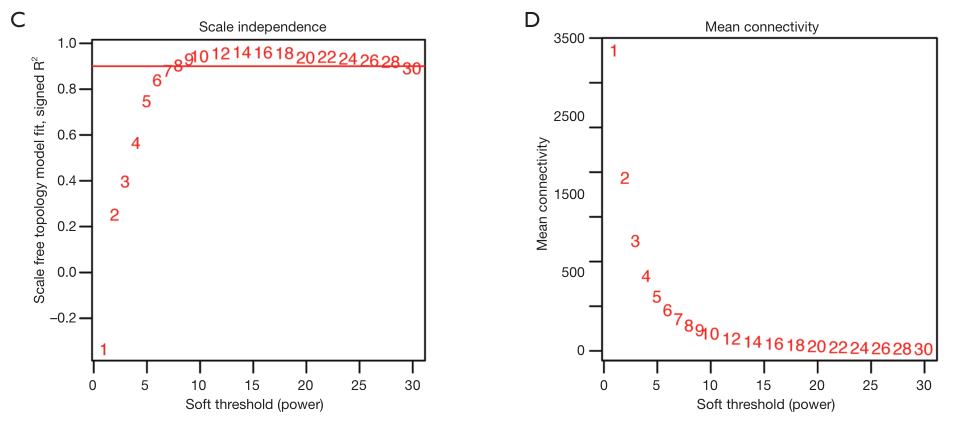 C
Scale independence
Scale free topology model fit, signed R²
1.0
0.8
0.6
0.4
0.2
0.0
–0.2
1
2
3
4
5
6
7
8
9
10 12 14 16 18 20 22 24 26 28 30
0 5 10 15 20 25 30
Soft threshold (power)
D
Mean connectivity
Mean connectivity
3500
2500
1500
500
0
1
2
3
4
5
6
7
8
9
10 12 14 16 18 20 22 24 26 28 30
0 5 10 15 20 25 30
Soft threshold (power)